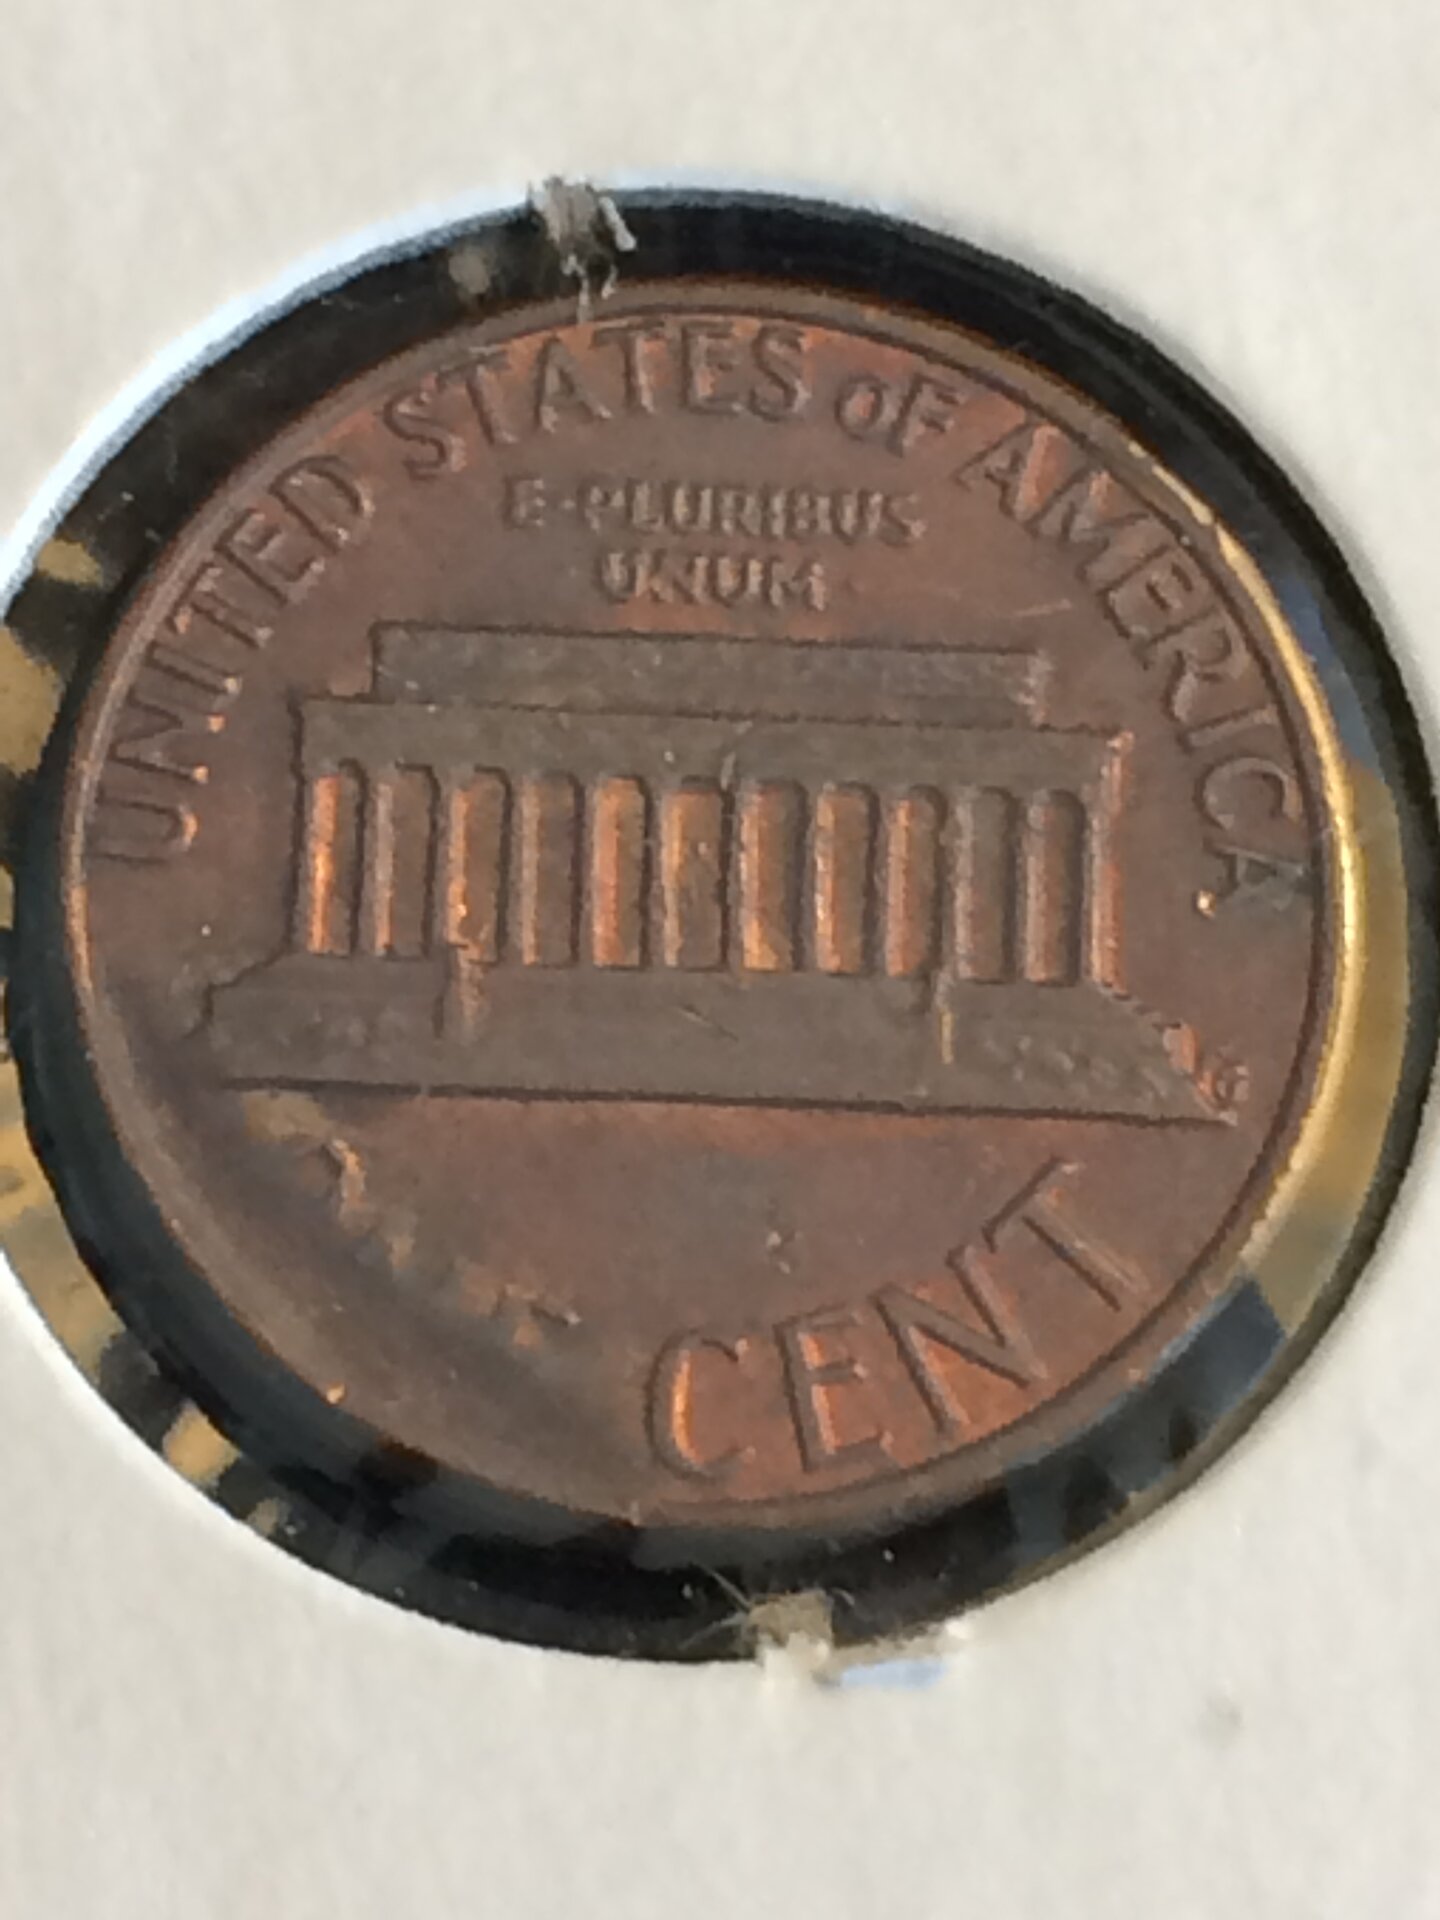 UNITED STATES OF AMERICA
E·PLURIBUS
UNUM
CENT